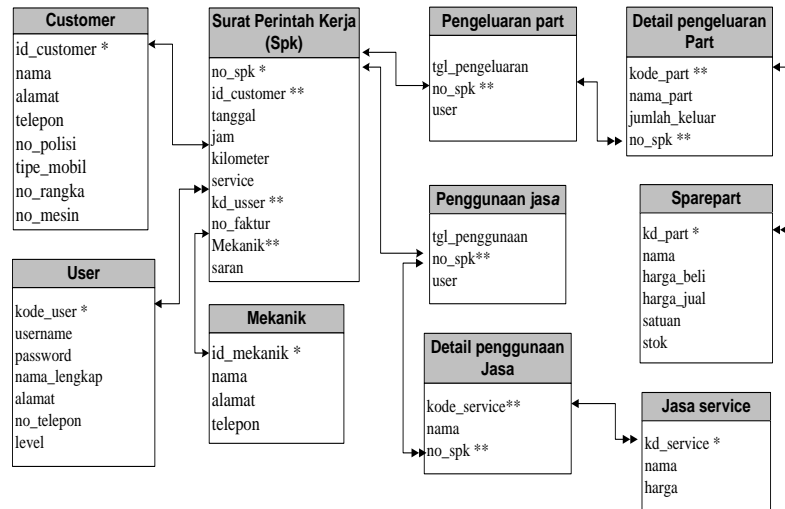 Customer
id_customer *
nama
alamat
telepon
no_polisi
tipe_mobil
no_rangka
no_mesin
Surat Perintah Kerja
(Spk)
no_spk *
id_customer **
tanggal
jam
kilometer
service
kd_usser **
no_faktur
Mekanik**
saran
Pengeluaran part
tgl_pengeluaran
no_spk **
user
Detail pengeluaran
Part
kode_part **
nama_part
jumlah_keluar
no_spk **
User
kode_user *
username
password
nama_lengkap
alamat
no_telepon
level
Mekanik
id_mekanik *
nama
alamat
telepon
Penggunaan jasa
tgl_penggunaan
no_spk**
user
Sparepart
kd_part *
nama
harga_beli
harga_jual
satuan
stok
Detail penggunaan
Jasa
kode_service**
nama
no_spk **
Jasa service
kd_service *
nama
harga